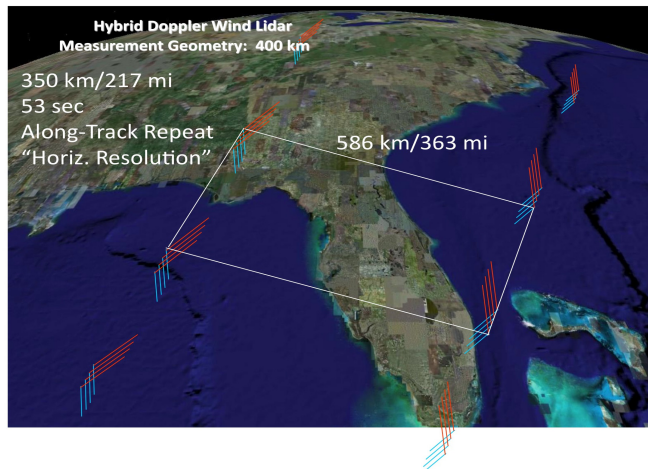 Hybrid Doppler Wind Lidar
Measurement Geometry: 400 km
350 km/217 mi
53 sec
Along-Track Repeat
“Horiz. Resolution”
586 km/363 mi